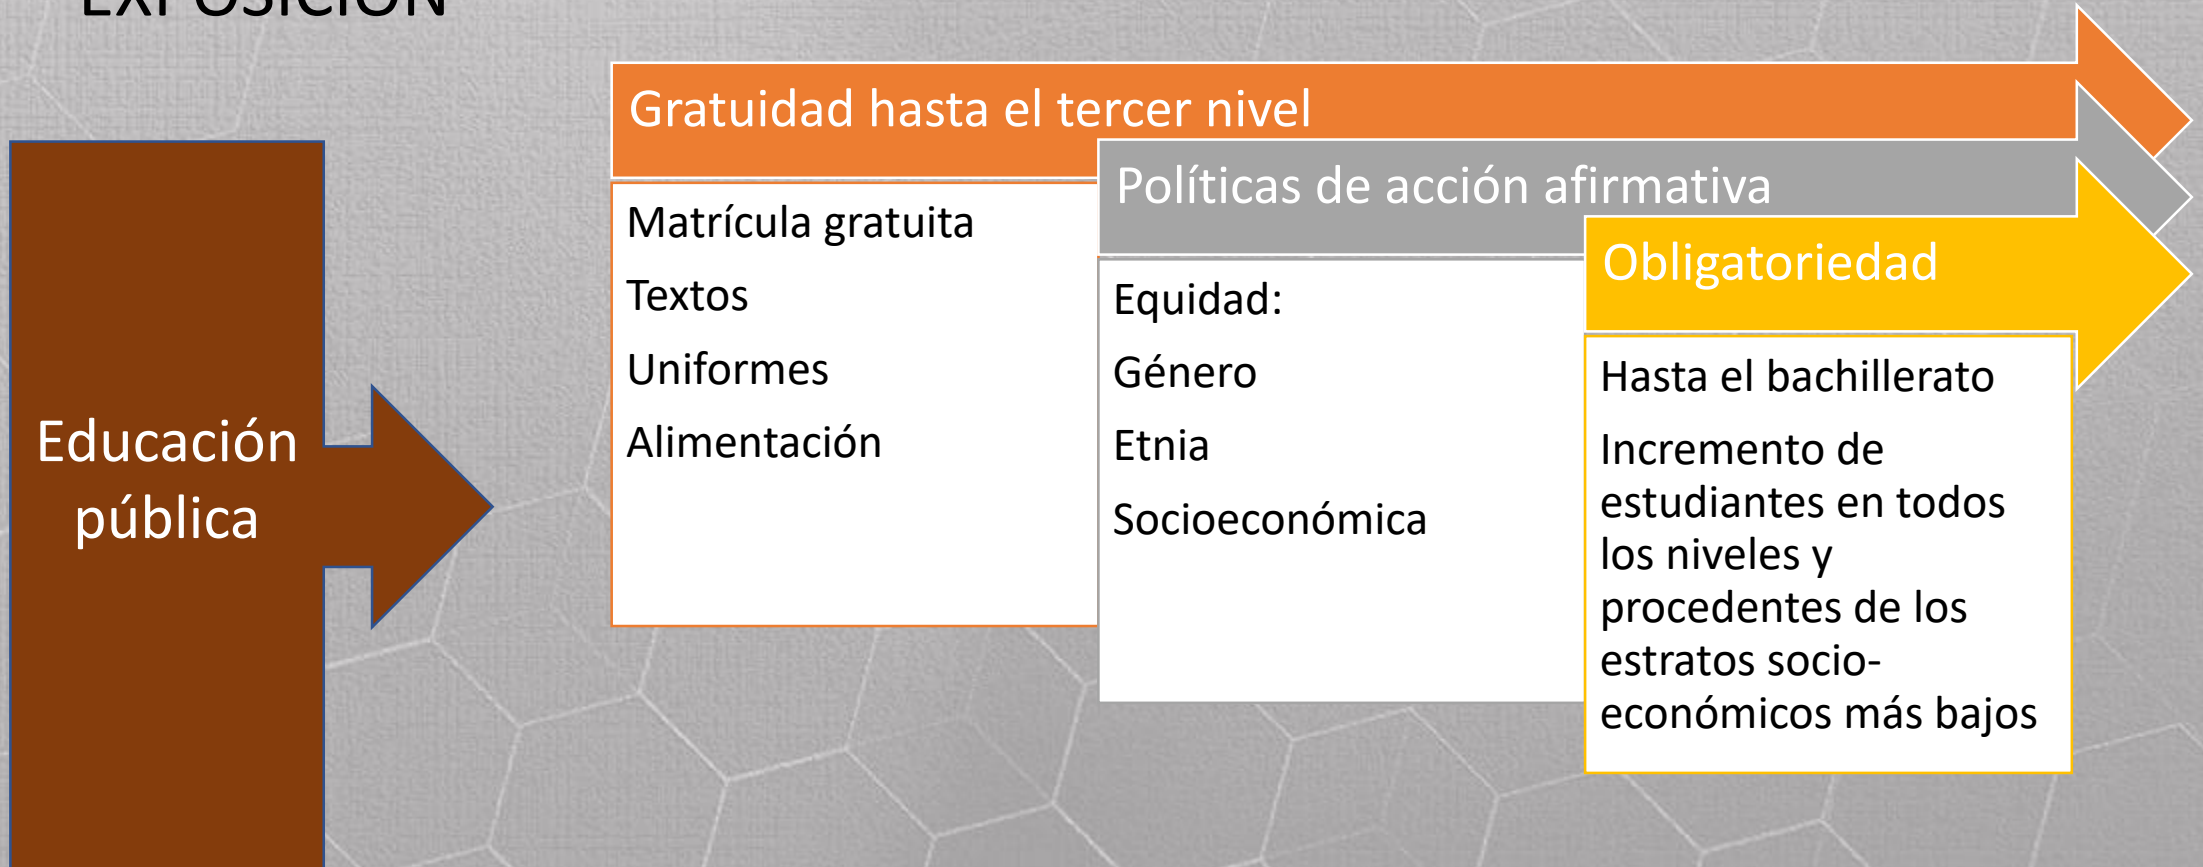 EXPOSICIÓN
Educación
pública
Gratuidad hasta el tercer nivel
Matrícula gratuita
Textos
Uniformes
Alimentación
Políticas de acción afirmativa
Equidad:
Género
Etnia
Socioeconómica
Obligatoriedad
Hasta el bachillerato
Incremento de
estudiantes en todos
los niveles y
procedentes de los
estratos socio-
económicos más bajos